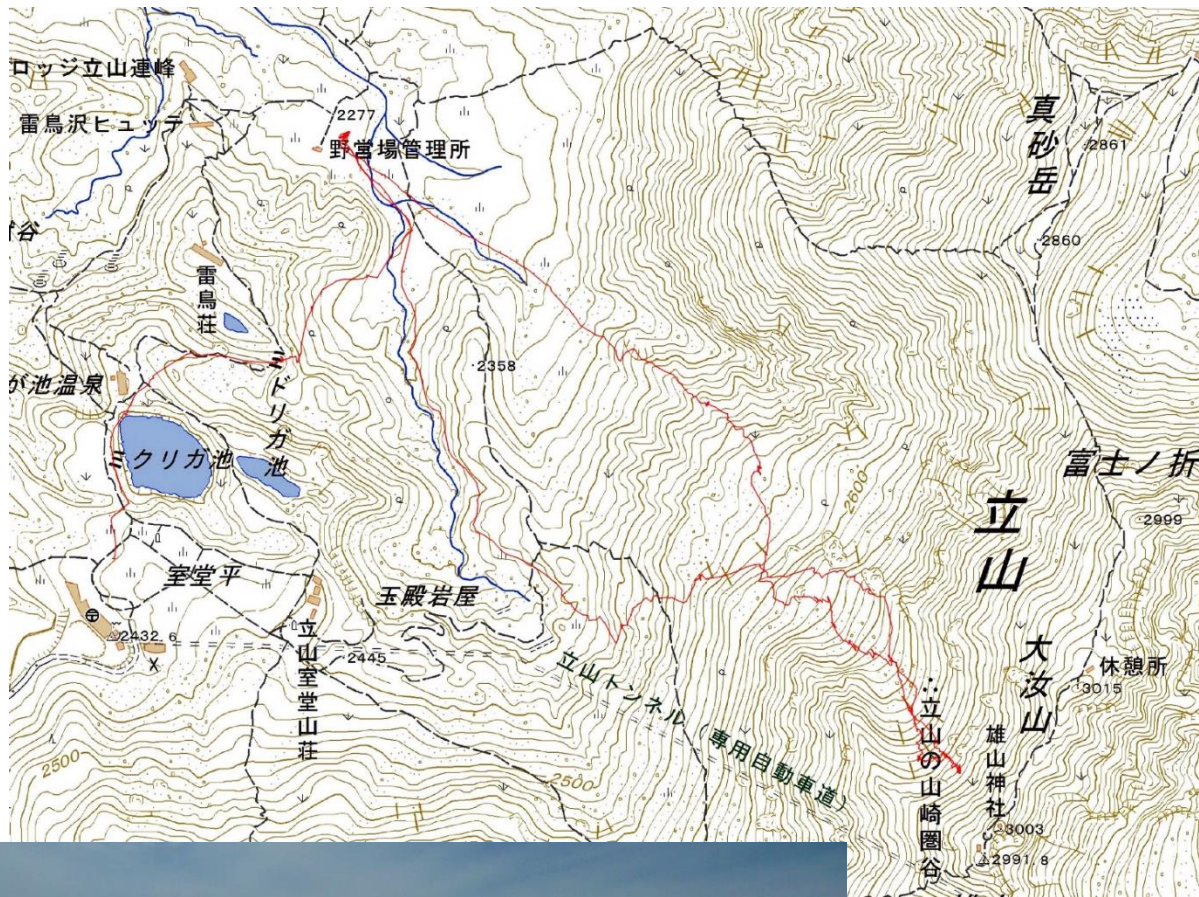 ロッジ立山連峰
2277
雷鳥沢ヒュッテ
野営場管理所
真砂岳
2861
谷
2860
雷鳥荘
2358
が池温泉
ミドリガ池
ミクリガ池
富士ノ折
2600
立山
2999
室堂平
玉殿岩屋
2432.6
立山室堂山荘
2445
立山トンネル(専用自動車道)
大汝山
休憩所
3015
立山の山崎圏谷
雄山神社
2500
2500
3003
2991.8